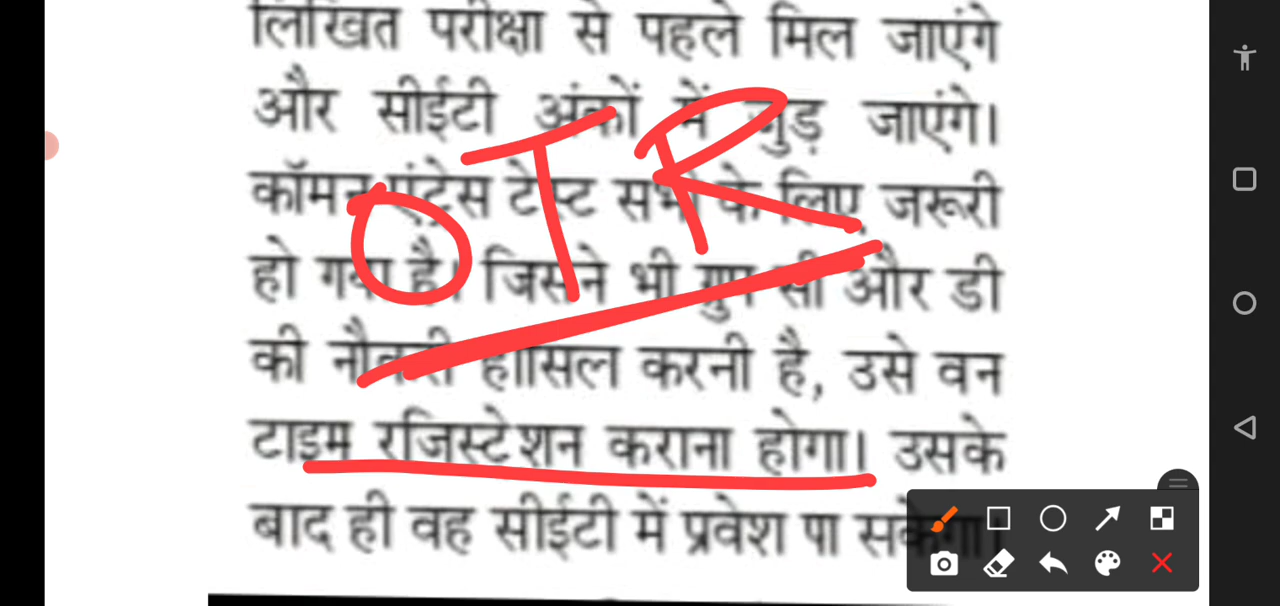 लिखित परीक्षा से पहले मिल जाएंगे
और सीईटी अंकों में जुड़ जाएंगे।
कॉमन एंट्रेस टेस्ट सभी के लिए जरूरी
हो गया है। जिसने भी ग्रुप सी और डी
की नौकरी हासिल करनी है, उसे वन
टाइम रजिस्टेशन कराना होगा। उसके
बाद ही वह सीईटी में प्रवेश पा सकेगा।
OTR